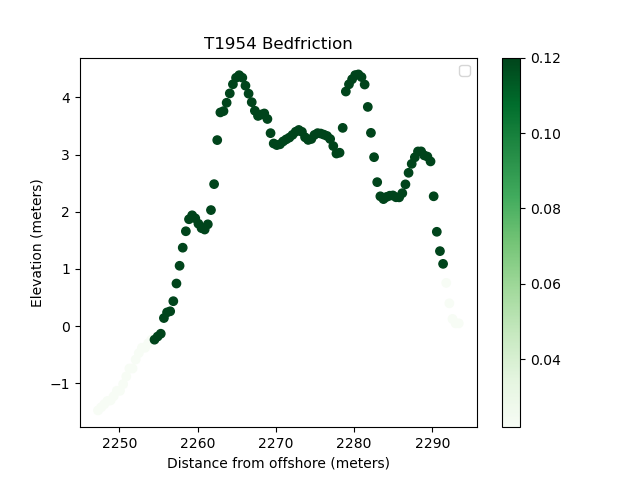 T1954 Bedfriction
Elevation (meters)
4
3
2
1
0
−1
2250 2260 2270 2280 2290
Distance from offshore (meters)
0.12
0.10
0.08
0.06
0.04